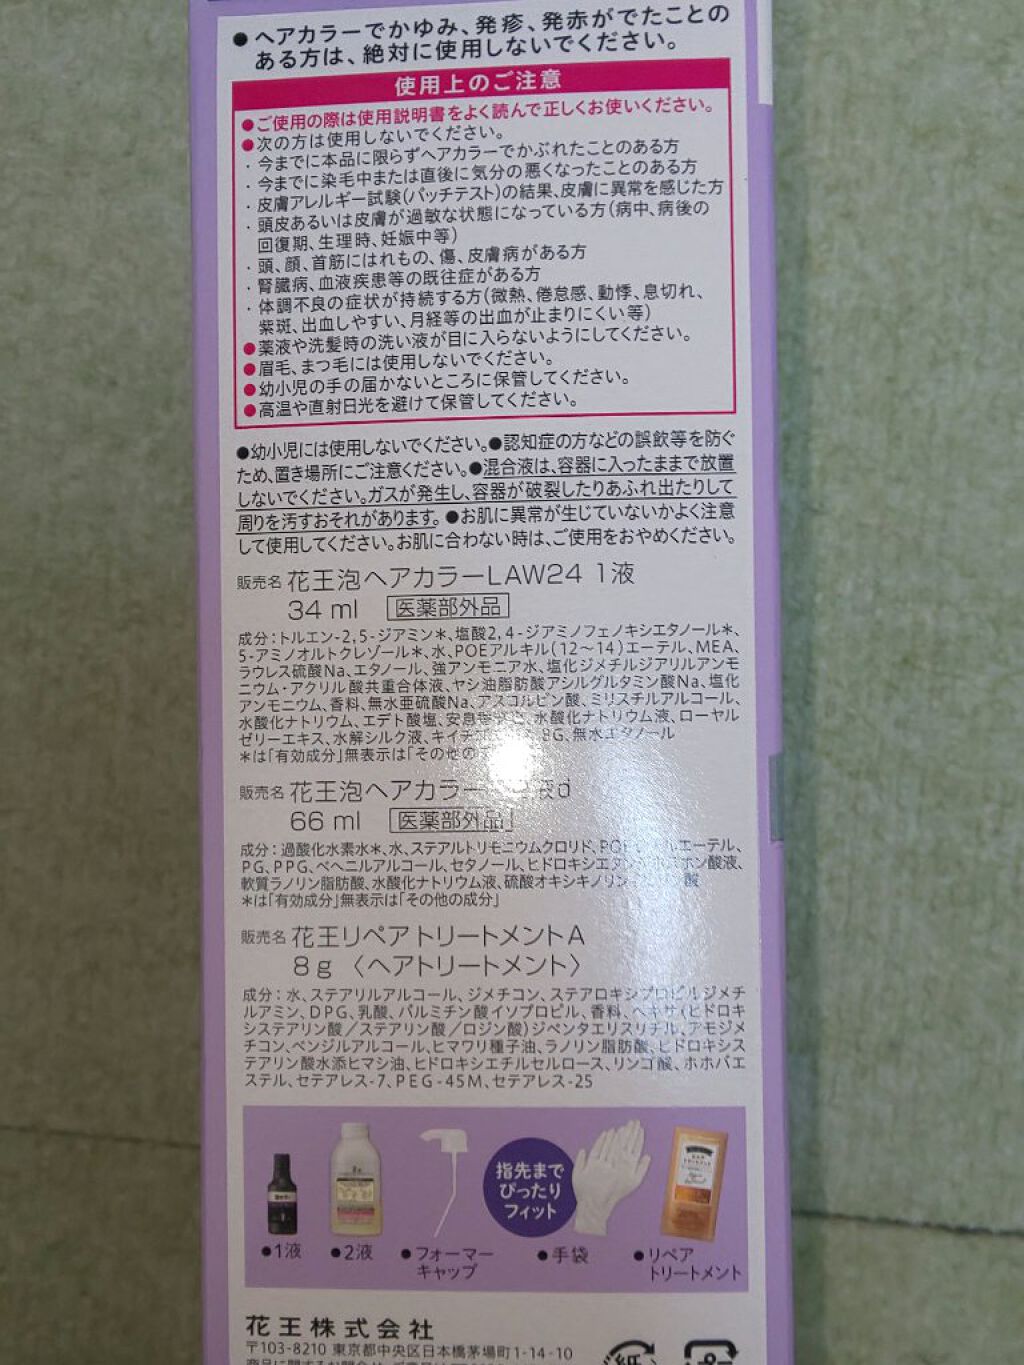 ●ヘアカラーでかゆみ、発疹、発赤がでたことの
ある方は、絶対に使用しないでください。
使用上のご注意
●ご使用の際は使用説明書をよく読んで正しくお使いください。
●次の方は使用しないでください。
・今までに本品に限らずヘアカラーでかぶれたことのある方
・今までに染毛中または直後に気分の悪くなったことのある方
・皮膚アレルギー試験(パッチテスト)の結果、皮膚に異常を感じた方
・頭皮あるいは皮膚が過敏な状態になっている方(病中、病後の
回復期、生理時、妊娠中等)
・頭、顔、首筋にはれもの、傷、皮膚病がある方
・腎臓病、血液疾患等の既往症がある方
・体調不良の症状が持続する方(微熱、倦怠感、動悸、息切れ、
紫斑、出血しやすい、月経等の出血が止まりにくい等)
●薬液や洗髪時の洗い液が目に入らないようにしてください。
●眉毛、まつ毛には使用しないでください。
●幼小児の手の届かないところに保管してください。
●高温や直射日光を避けて保管してください。
●幼小児には使用しないでください。●認知症の方などの誤飲等を防ぐ
ため、置き場所にご注意ください。●混合液は、容器に入ったままで放置
しないでください。ガスが発生し、容器が破裂したりあふれ出たりして
周りを汚すおそれがあります。●お肌に異常が生じていないかよく注意
して使用してください。お肌に合わない時は、ご使用をおやめください。
販売名 花王泡ヘアカラーLAW24 1液
34ml 医薬部外品
成分:トルエン-2,5-ジアミン*、塩酸2,4-ジアミノフェノキシエタノール*、
5-アミノオルトクレゾール*、水、POEアルキル(12〜14)エーテル、MEA、
ラウレス硫酸Na、エタノール、強アンモニア水、塩化ジメチルジアリルアンモ
ニウム・アクリル酸共重合体液、ヤシ油脂肪酸アシルグルタミン酸Na、塩化
アンモニウム、香料、無水亜硫酸Na、アスコルビン酸、ミリスチルアルコール、
水酸化ナトリウム、エデト酸塩、安息 水酸化ナトリウム液、ローヤル
ゼリーエキス、水解シルク液、キイチ BG、無水エタノール
*は「有効成分」無表示は「その他の
販売名 花王泡ヘアカラー 液d
66ml 医薬部外品
成分:過酸化水素水*、水、ステアルトリモニウムクロリド、 エーテル、
PG、PPG、ベヘニルアルコール、セタノール、ヒドロキシエタン ホン酸液、
軟質ラノリン脂肪酸、水酸化ナトリウム液、硫酸オキシキノリン 酸
*は「有効成分」無表示は「その他の成分」
販売名 花王リペアトリートメントA
8g 〈ヘアトリートメント〉
成分:水、ステアリルアルコール、ジメチコン、ステアロキシプロピルジメチ
ルアミン、DPG、乳酸、パルミチン酸イソプロピル、香料、ヘキサ(ヒドロキ
システアリン酸/ステアリン酸/ロジン酸)ジペンタエリスリチル、アモジメ
チコン、ベンジルアルコール、ヒマワリ種子油、ラノリン脂肪酸、ヒドロキシス
テアリン酸水添ヒマシ油、ヒドロキシエチルセルロース、リンゴ酸、ホホバエ
ステル、セテアレス-7、PEG-45M、セテアレス-25
指先まで
ぴったり
フィット
●1液 ●2液 ●フォーマー
キャップ ●手袋 ●リペア
トリートメント
花王株式会社
〒103-8210 東京都中央区日本橋茅場町1-14-10
紙 プラ